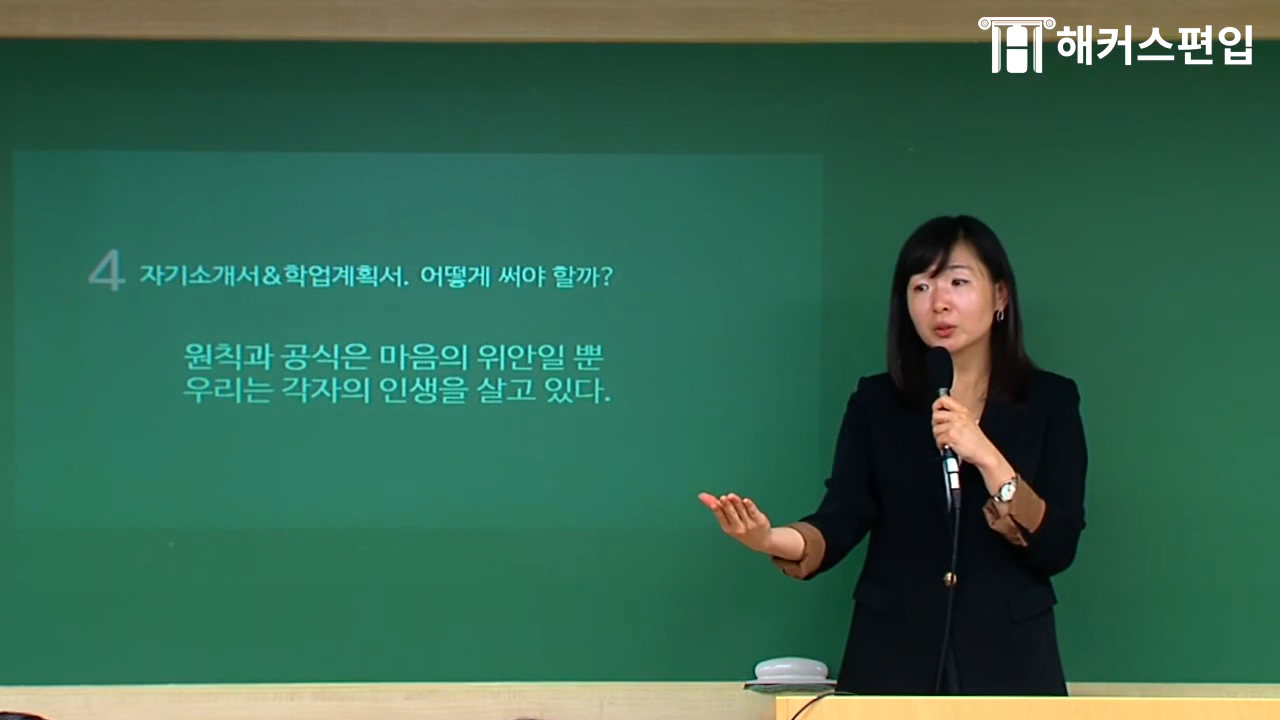 해커스편입
4 자기소개서&학업계획서. 어떻게 써야 할까?
원칙과 공식은 마음의 위안일 뿐
우리는 각자의 인생을 살고 있다.